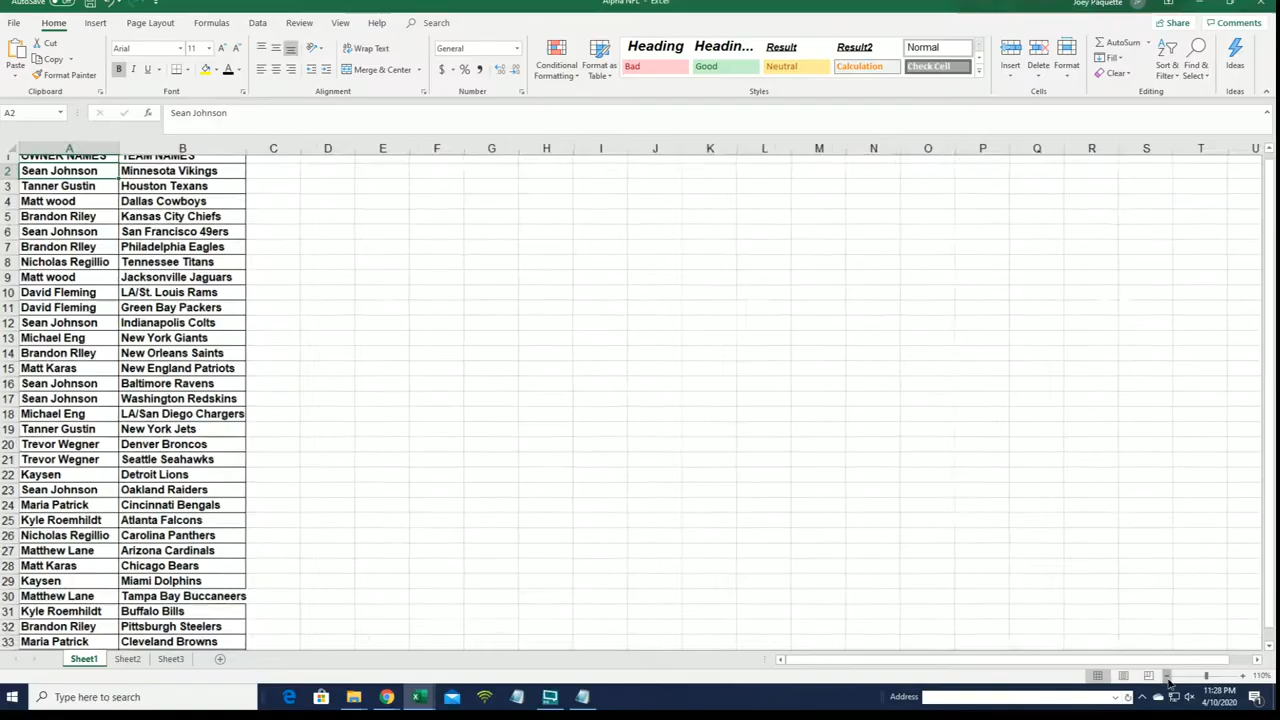 AutoSave Off Alpha NFL - Excel Joey Paquette JP
File Home Insert Page Layout Formulas Data Review View Help Search Share Comments
Paste Cut Copy Format Painter Clipboard
Arial 11 A A B I U A Font
Wrap Text Merge & Center Alignment
General $ % Number
Conditional Formatting Format as Table
Heading Headin... Result Result2 Normal
Bad Good Neutral Calculation Check Cell
Styles
Insert Delete Format Cells
AutoSum Fill Clear Sort & Filter Find & Select Editing
Ideas Ideas
A2 fx Sean Johnson
A B C D E F G H I J K L M N O P Q R S T U
1 OWNER NAMES TEAM NAMES
2 Sean Johnson Minnesota Vikings
3 Tanner Gustin Houston Texans
4 Matt wood Dallas Cowboys
5 Brandon Riley Kansas City Chiefs
6 Sean Johnson San Francisco 49ers
7 Brandon RIley Philadelphia Eagles
8 Nicholas Regillio Tennessee Titans
9 Matt wood Jacksonville Jaguars
10 David Fleming LA/St. Louis Rams
11 David Fleming Green Bay Packers
12 Sean Johnson Indianapolis Colts
13 Michael Eng New York Giants
14 Brandon RIley New Orleans Saints
15 Matt Karas New England Patriots
16 Sean Johnson Baltimore Ravens
17 Sean Johnson Washington Redskins
18 Michael Eng LA/San Diego Chargers
19 Tanner Gustin New York Jets
20 Trevor Wegner Denver Broncos
21 Trevor Wegner Seattle Seahawks
22 Kaysen Detroit Lions
23 Sean Johnson Oakland Raiders
24 Maria Patrick Cincinnati Bengals
25 Kyle Roemhildt Atlanta Falcons
26 Nicholas Regillio Carolina Panthers
27 Matthew Lane Arizona Cardinals
28 Matt Karas Chicago Bears
29 Kaysen Miami Dolphins
30 Matthew Lane Tampa Bay Buccaneers
31 Kyle Roemhildt Buffalo Bills
32 Brandon Riley Pittsburgh Steelers
33 Maria Patrick Cleveland Browns
Sheet1 Sheet2 Sheet3
110%
Type here to search Address 11:28 PM
4/10/2020